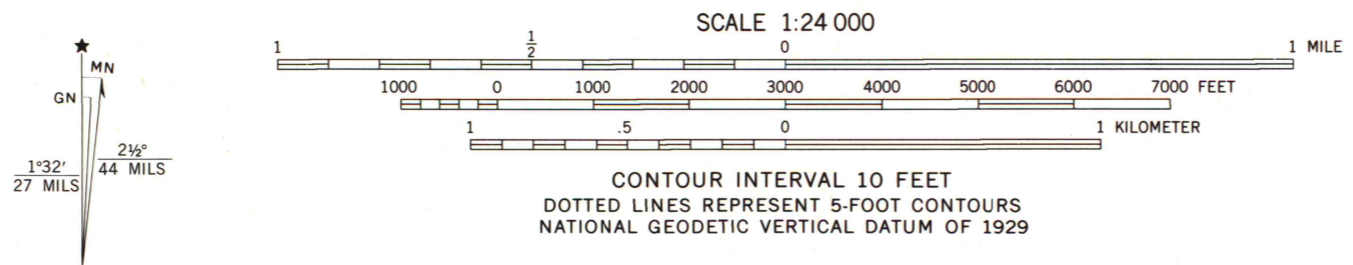 SCALE 1:24 000
1 1/2 0 1 MILE
1000 0 1000 2000 3000 4000 5000 6000 7000 FEET
1 .5 0 1 KILOMETER
CONTOUR INTERVAL 10 FEET
DOTTED LINES REPRESENT 5-FOOT CONTOURS
NATIONAL GEODETIC VERTICAL DATUM OF 1929
★
MN
GN
1°32′
27 MILS
2½°
44 MILS